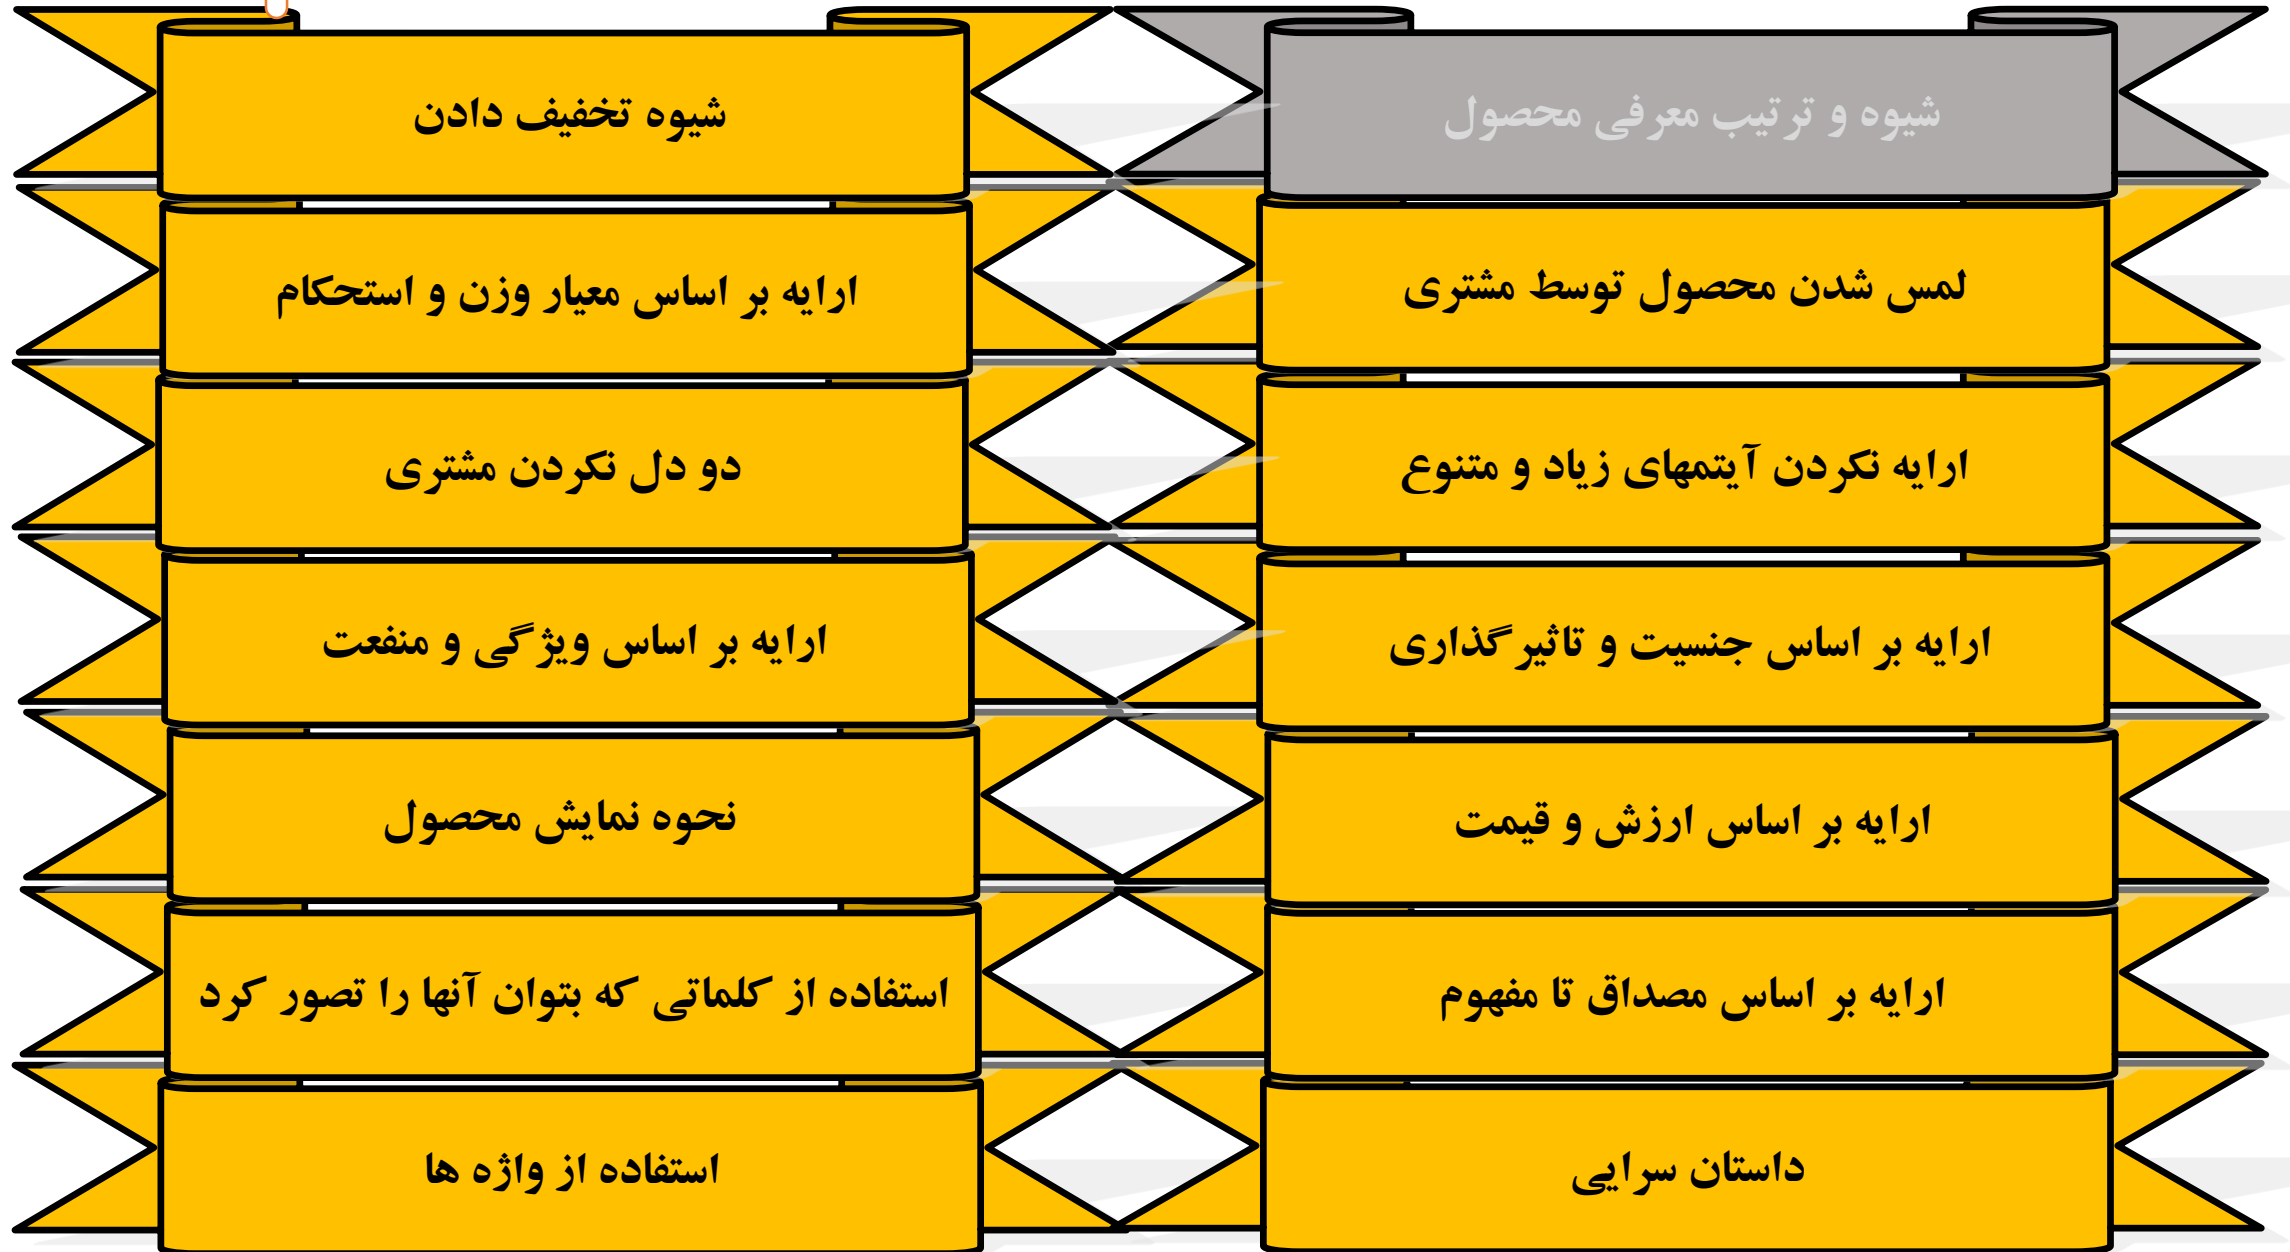 شیوه و ترتیب معرفی محصول
لمس شدن محصول توسط مشتری
ارایه نکردن آیتمهای زیاد و متنوع
ارایه بر اساس جنسیت و تاثیرگذاری
ارایه بر اساس ارزش و قیمت
ارایه بر اساس مصداق تا مفهوم
داستان سرایی
شیوه تخفیف دادن
ارایه بر اساس معیار وزن و استحکام
دو دل نکردن مشتری
ارایه بر اساس ویژگی و منفعت
نحوه نمایش محصول
استفاده از کلماتی که بتوان آنها را تصور کرد
استفاده از واژه ها